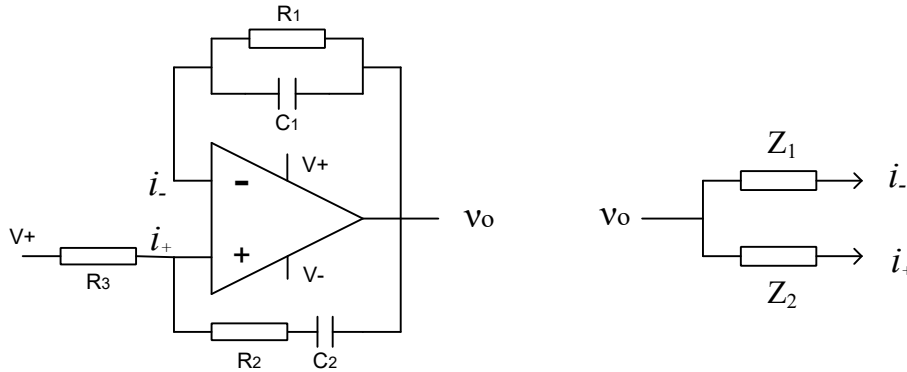 R1
C1
V+
i-
-
νo
V+
i+
+
R3
V-
R2
C2
Z1
i-
νo
i+
Z2